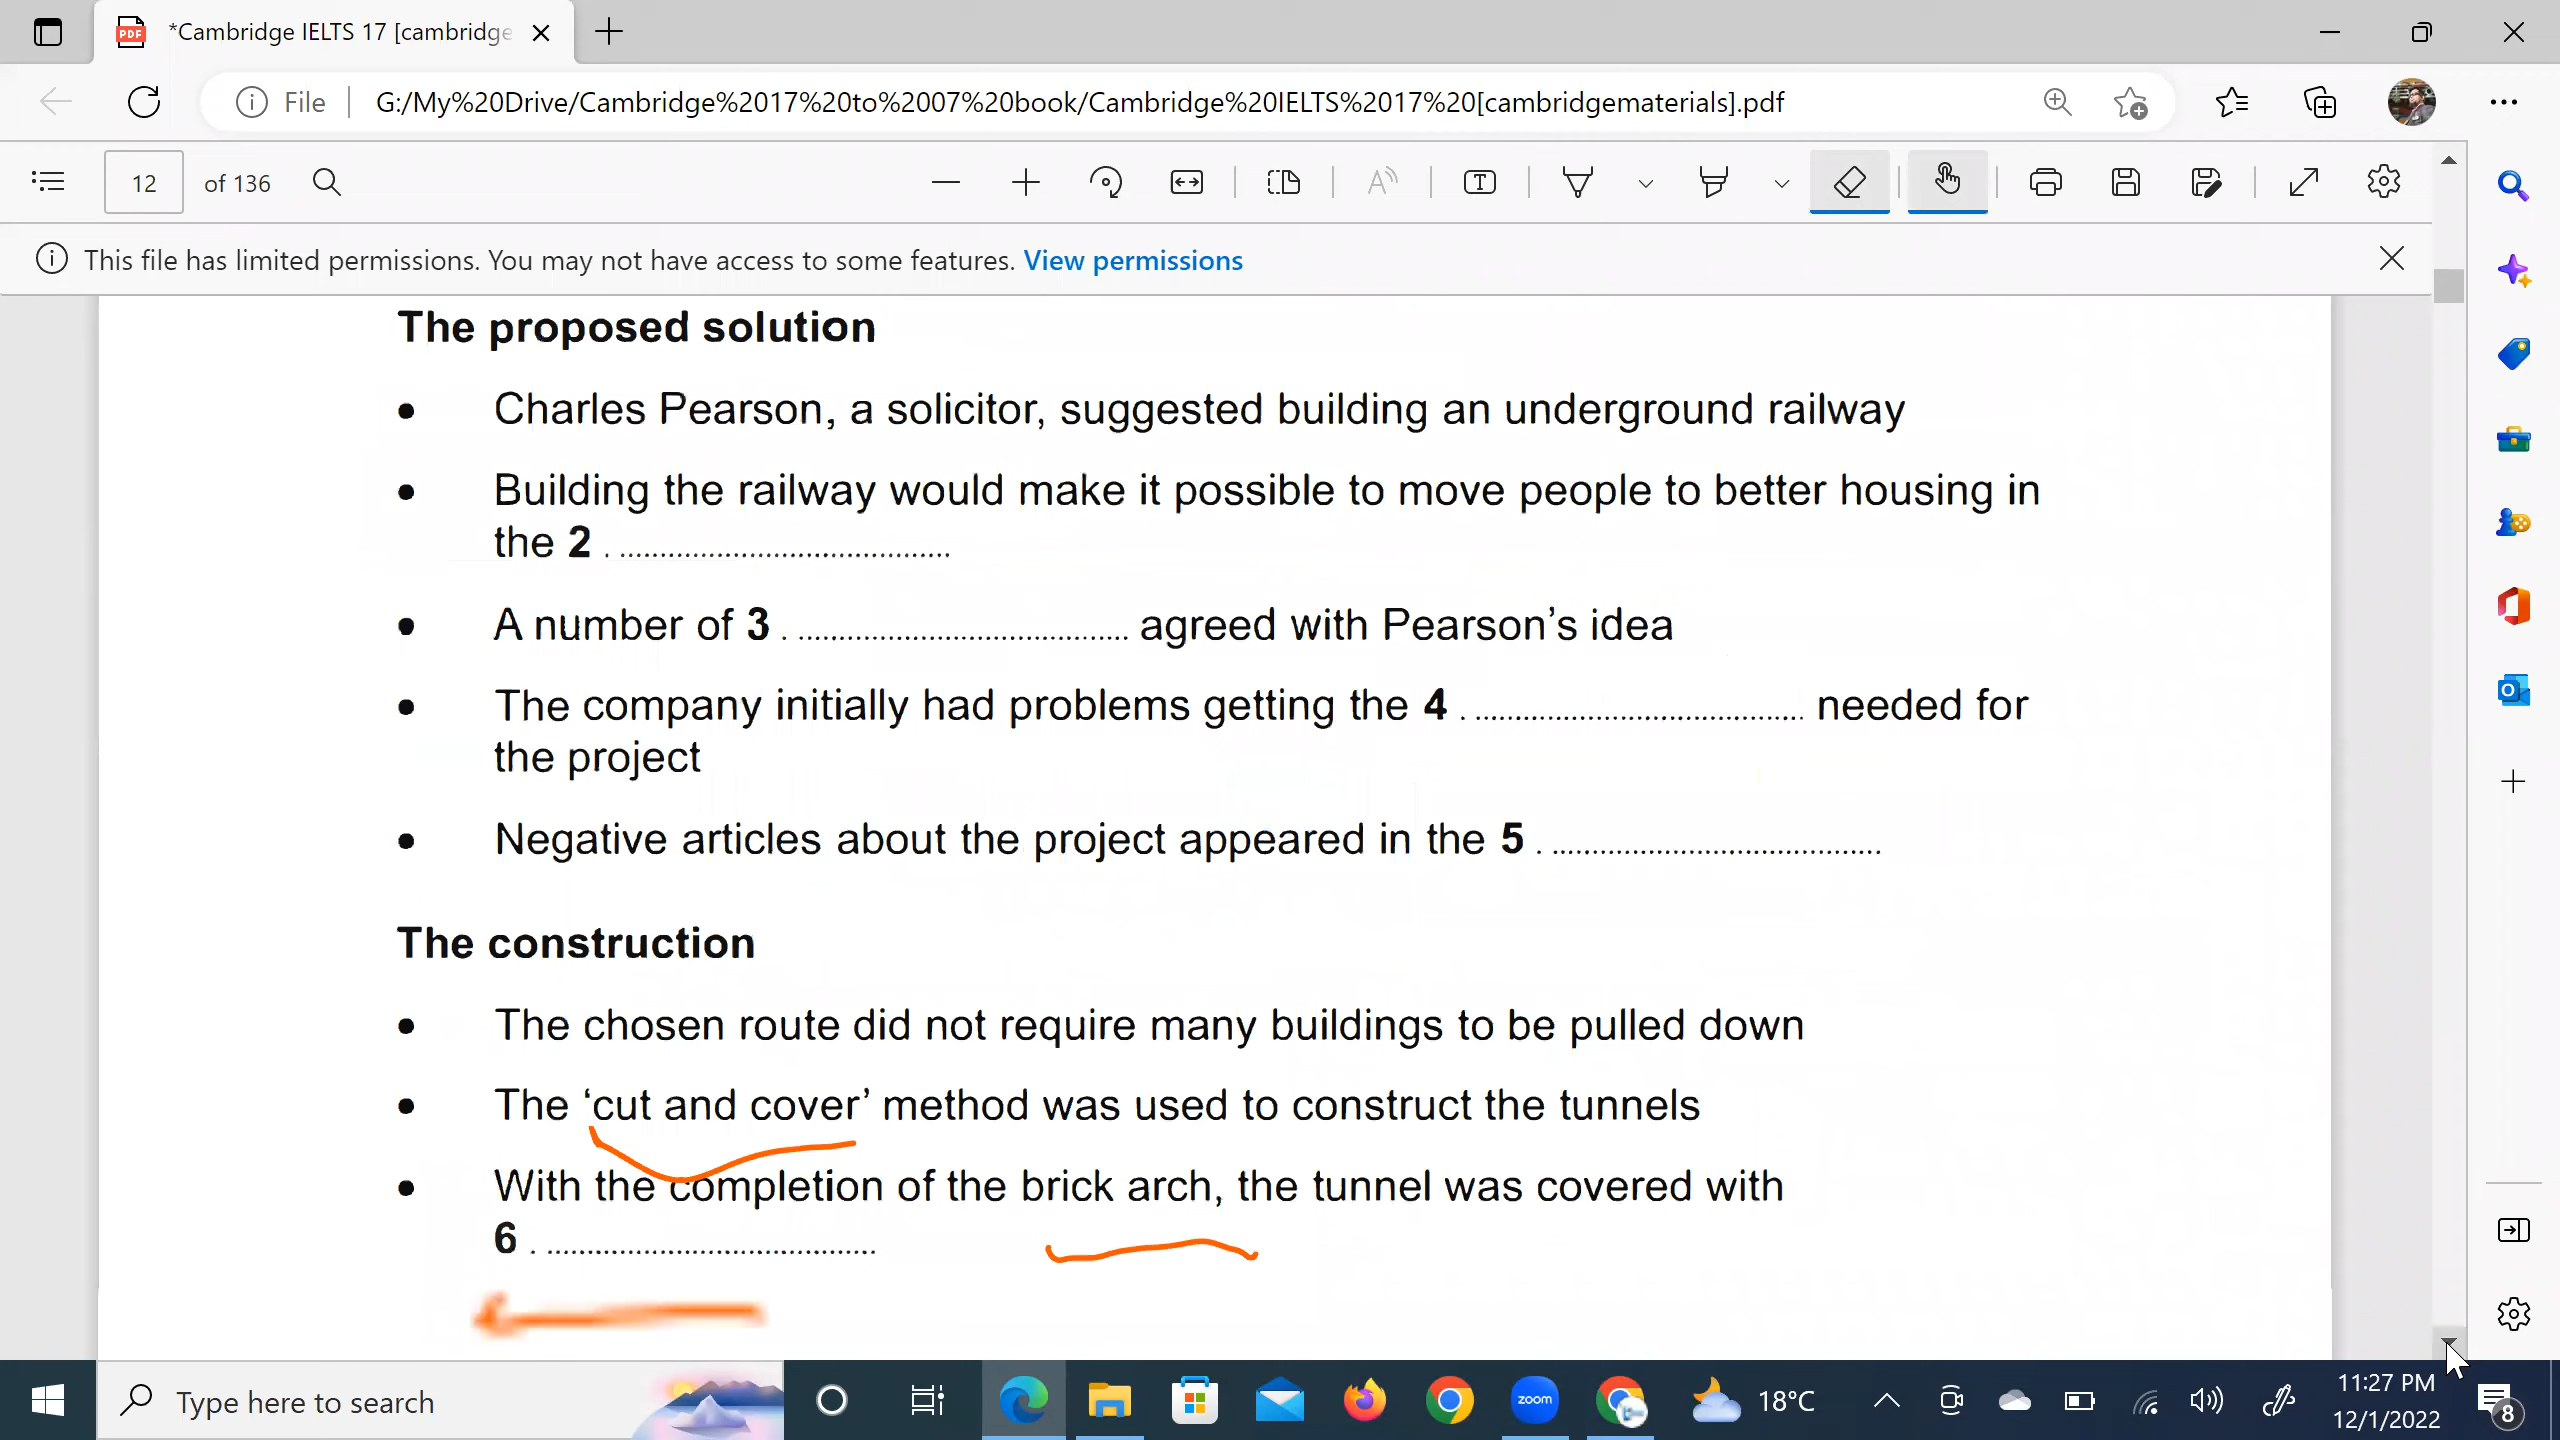 *Cambridge IELTS 17 [cambridge
File
G:/My%20Drive/Cambridge%2017%20to%2007%20book/Cambridge%20IELTS%2017%20[cambridgematerials].pdf
12 of 136
This file has limited permissions. You may not have access to some features. View permissions
The proposed solution
• Charles Pearson, a solicitor, suggested building an underground railway
• Building the railway would make it possible to move people to better housing in
the 2 . ........................................
• A number of 3 . ........................................ agreed with Pearson’s idea
• The company initially had problems getting the 4 . ........................................ needed for
the project
• Negative articles about the project appeared in the 5 . ........................................
The construction
• The chosen route did not require many buildings to be pulled down
• The ‘cut and cover’ method was used to construct the tunnels
• With the completion of the brick arch, the tunnel was covered with
6 . ........................................
Type here to search
zoom
18°C
11:27 PM
12/1/2022
8